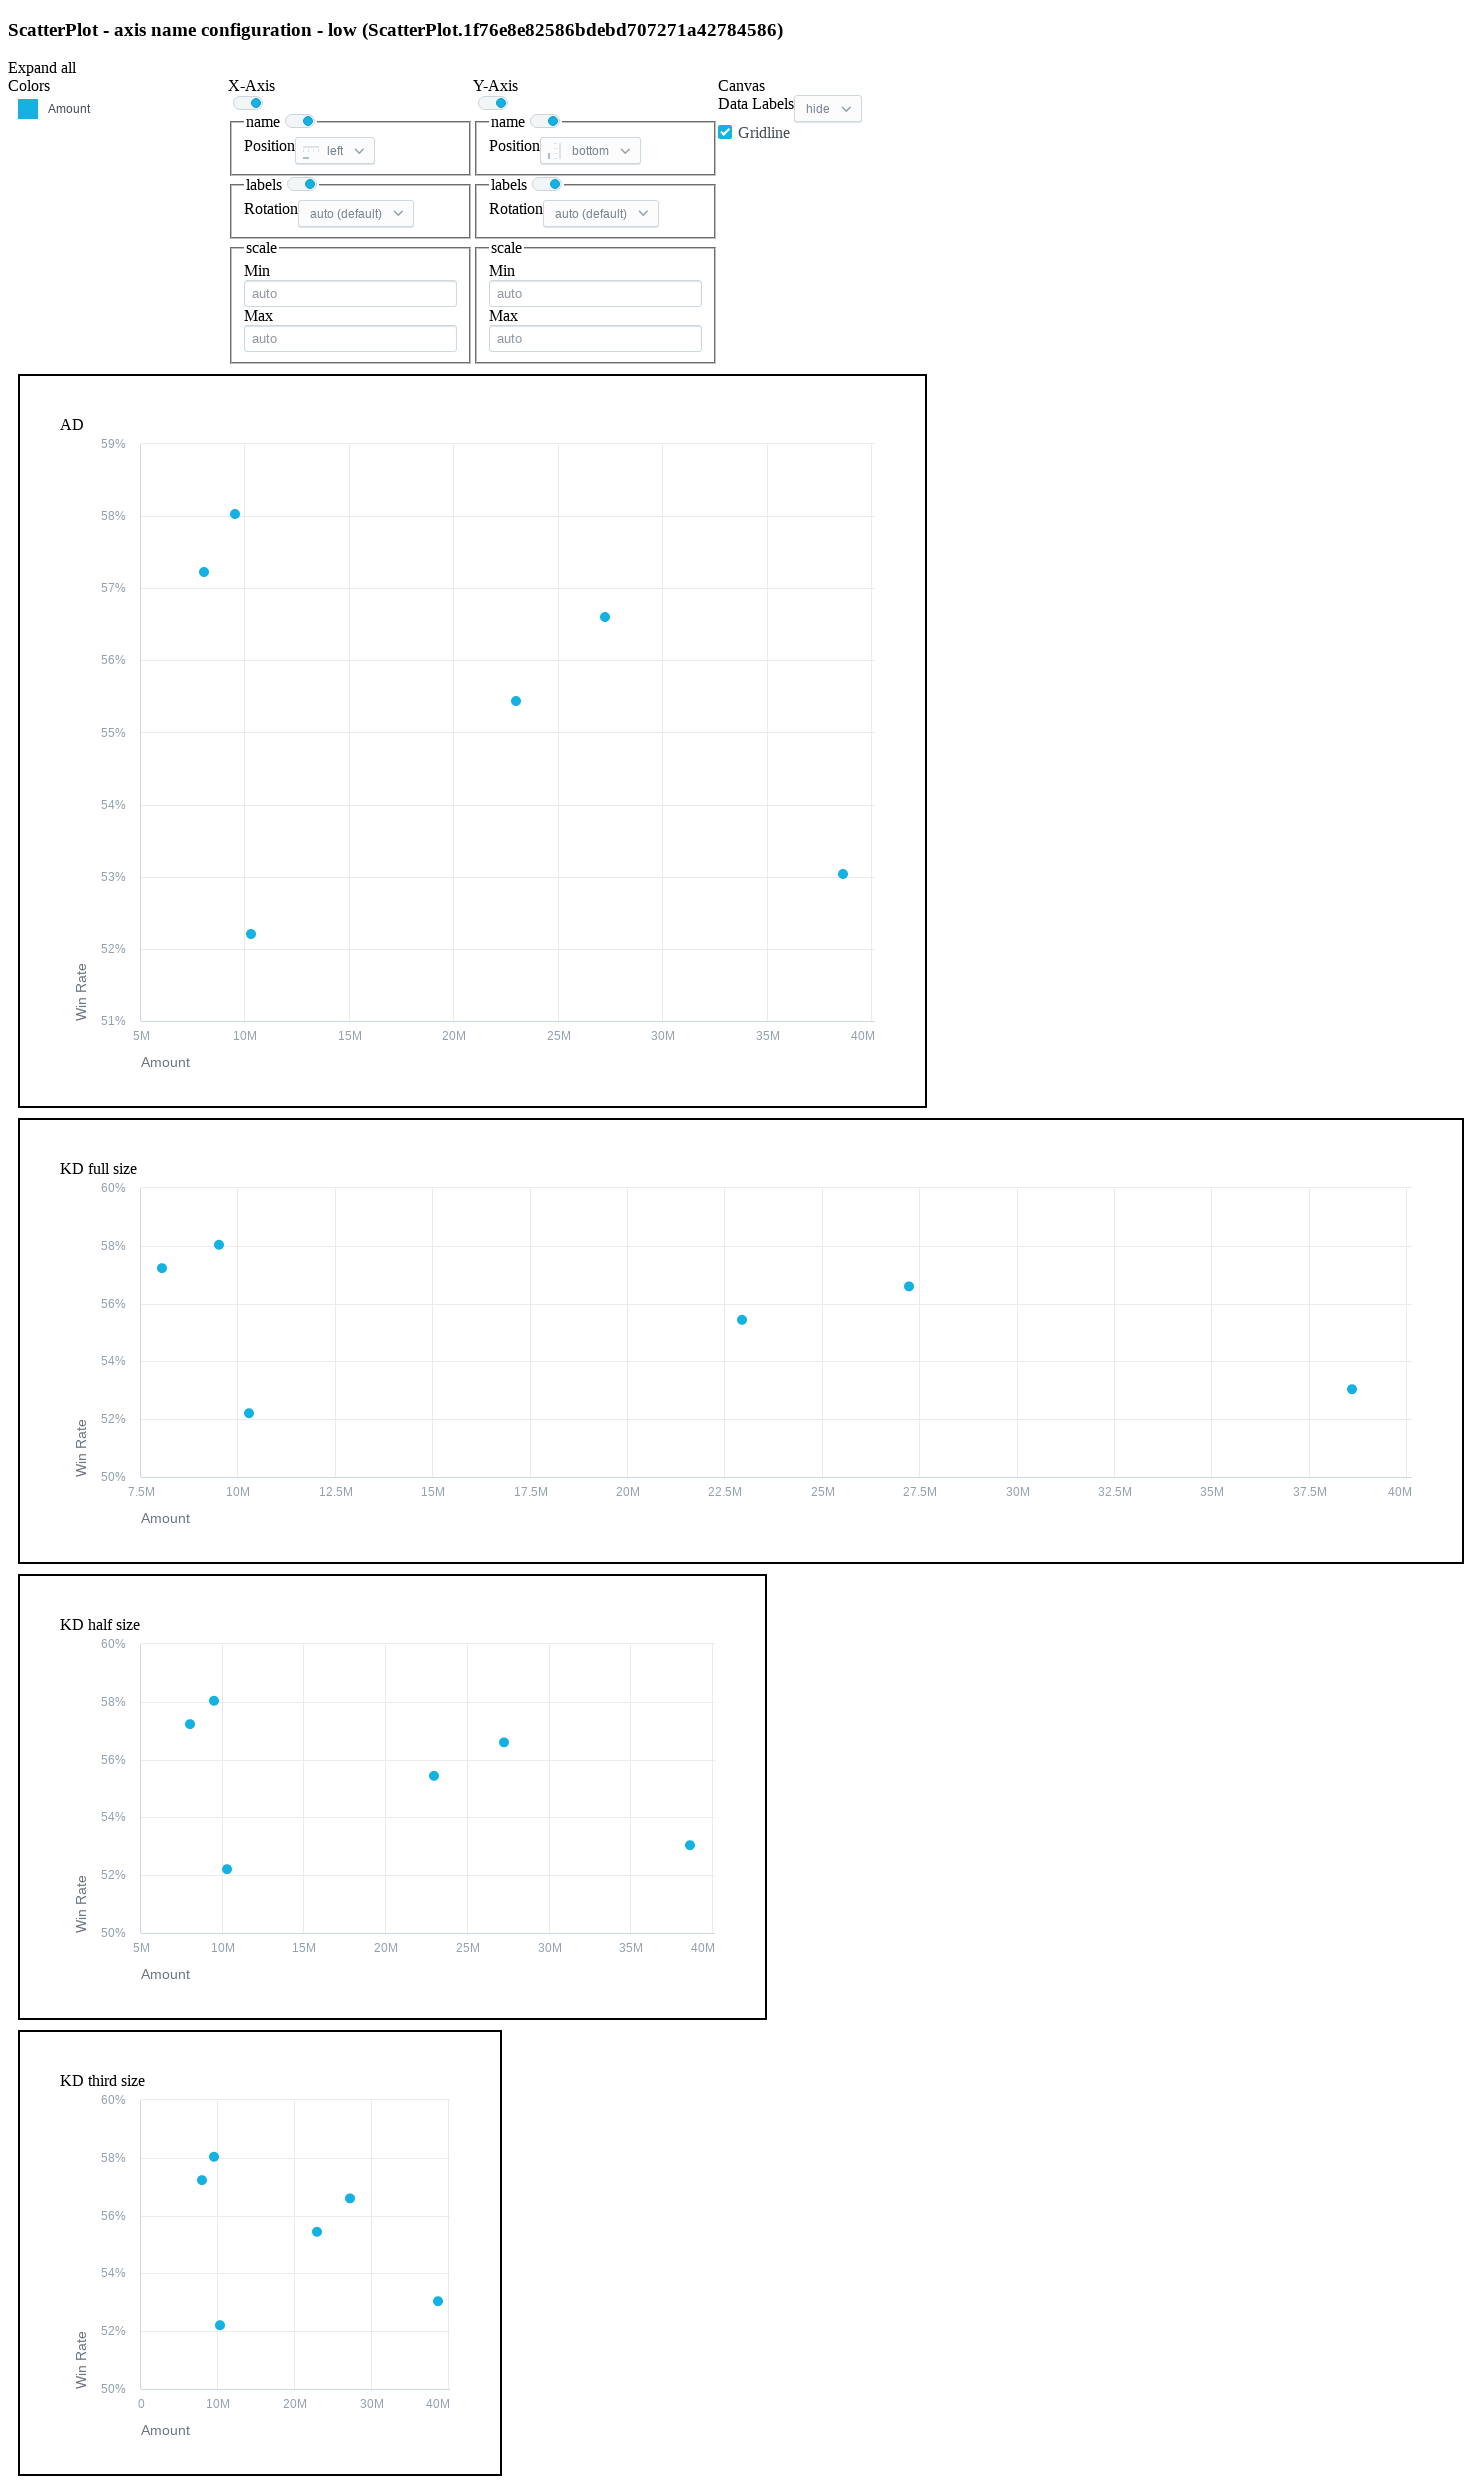 ScatterPlot - axis name configuration - low (ScatterPlot.1f76e8e82586bdebd707271a42784586)
Expand all
Colors
Amount
X-Axis
name
Position left
labels
Rotation auto (default)
scale
Min
auto
Max
auto
Y-Axis
name
Position bottom
labels
Rotation auto (default)
scale
Min
auto
Max
auto
Canvas
Data Labels hide
Gridline
AD
59%
58%
57%
56%
55%
54%
53%
52%
51%
Win Rate
5M 10M 15M 20M 25M 30M 35M 40M
Amount
KD full size
60%
58%
56%
54%
52%
50%
Win Rate
7.5M 10M 12.5M 15M 17.5M 20M 22.5M 25M 27.5M 30M 32.5M 35M 37.5M 40M
Amount
KD half size
60%
58%
56%
54%
52%
50%
Win Rate
5M 10M 15M 20M 25M 30M 35M 40M
Amount
KD third size
60%
58%
56%
54%
52%
50%
Win Rate
0 10M 20M 30M 40M
Amount